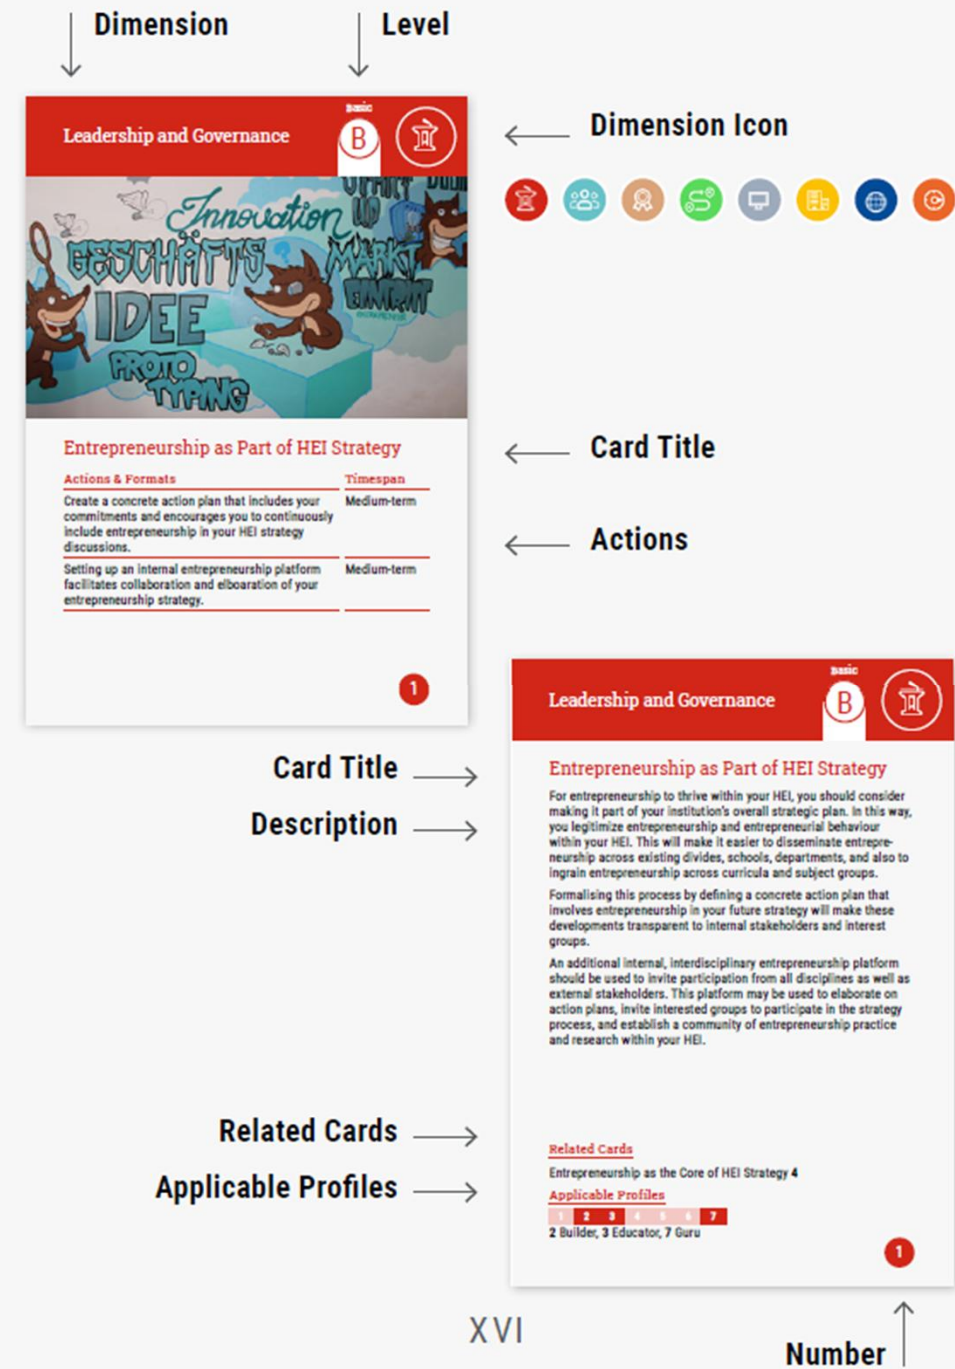 Dimension
Level
Basic
Leadership and Governance
B
Dimension Icon
Innovation
START
UP
GESCHÄFTS
MARKT
EINTRITT
IDEE
PROTO
TYPING
Entrepreneurship as Part of HEI Strategy
Card Title
Actions & Formats
Timespan
Create a concrete action plan that includes your
Medium-term
commitments and encourages you to continuously
include entrepreneurship in your HEI strategy
discussions.
Actions
Setting up an internal entrepreneurship platform
Medium-term
facilitates collaboration and elboaration of your
entrepreneurship strategy.
1
Basic
Leadership and Governance
B
Card Title
Entrepreneurship as Part of HEI Strategy
Description
For entrepreneurship to thrive within your HEI, you should consider
making it part of your institution's overall strategic plan. In this way,
you legitimize entrepreneurship and entrepreneurial behaviour
within your HEI. This will make it easier to disseminate entrepre-
neurship across existing divides, schools, departments, and also to
ingrain entrepreneurship across curricula and subject groups.
Formalising this process by defining a concrete action plan that
involves entrepreneurship in your future strategy will make these
developments transparent to internal stakeholders and interest
groups.
An additional internal, interdisciplinary entrepreneurship platform
should be used to invite participation from all disciplines as well as
external stakeholders. This platform may be used to elaborate on
action plans, invite interested groups to participate in the strategy
process, and establish a community of entrepreneurship practice
and research within your HEI.
Related Cards
Related Cards
Entrepreneurship as the Core of HEI Strategy 4
Applicable Profiles
Applicable Profiles
1 2 3 4 5 6 7
2 Builder, 3 Educator, 7 Guru
1
XVI
Number